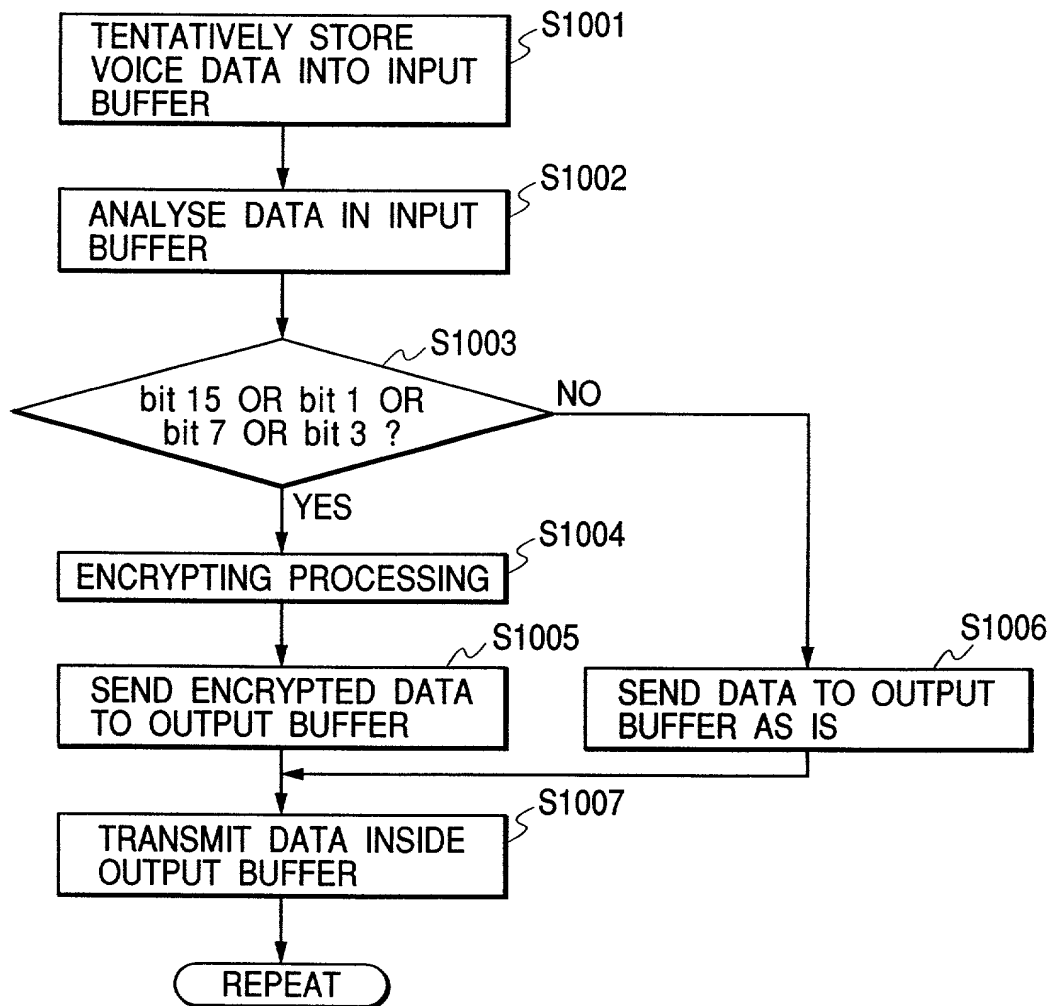 TENTATIVELY STORE
VOICE DATA INTO INPUT
BUFFER
S1001
ANALYSE DATA IN INPUT
BUFFER
S1002
S1003
bit 15 OR bit 1 OR
bit 7 OR bit 3 ?
NO
YES
S1004
ENCRYPTING PROCESSING
S1005
SEND ENCRYPTED DATA
TO OUTPUT BUFFER
S1006
SEND DATA TO OUTPUT
BUFFER AS IS
S1007
TRANSMIT DATA INSIDE
OUTPUT BUFFER
REPEAT